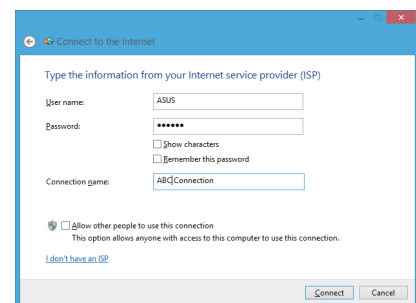 Connect to the Internet
Type the information from your Internet service provider (ISP)
User name: ASUS
Password: ••••••
Show characters
Remember this password
Connection name: ABC Connection
Allow other people to use this connection
This option allows anyone with access to this computer to use this connection.
I don't have an ISP
Connect Cancel